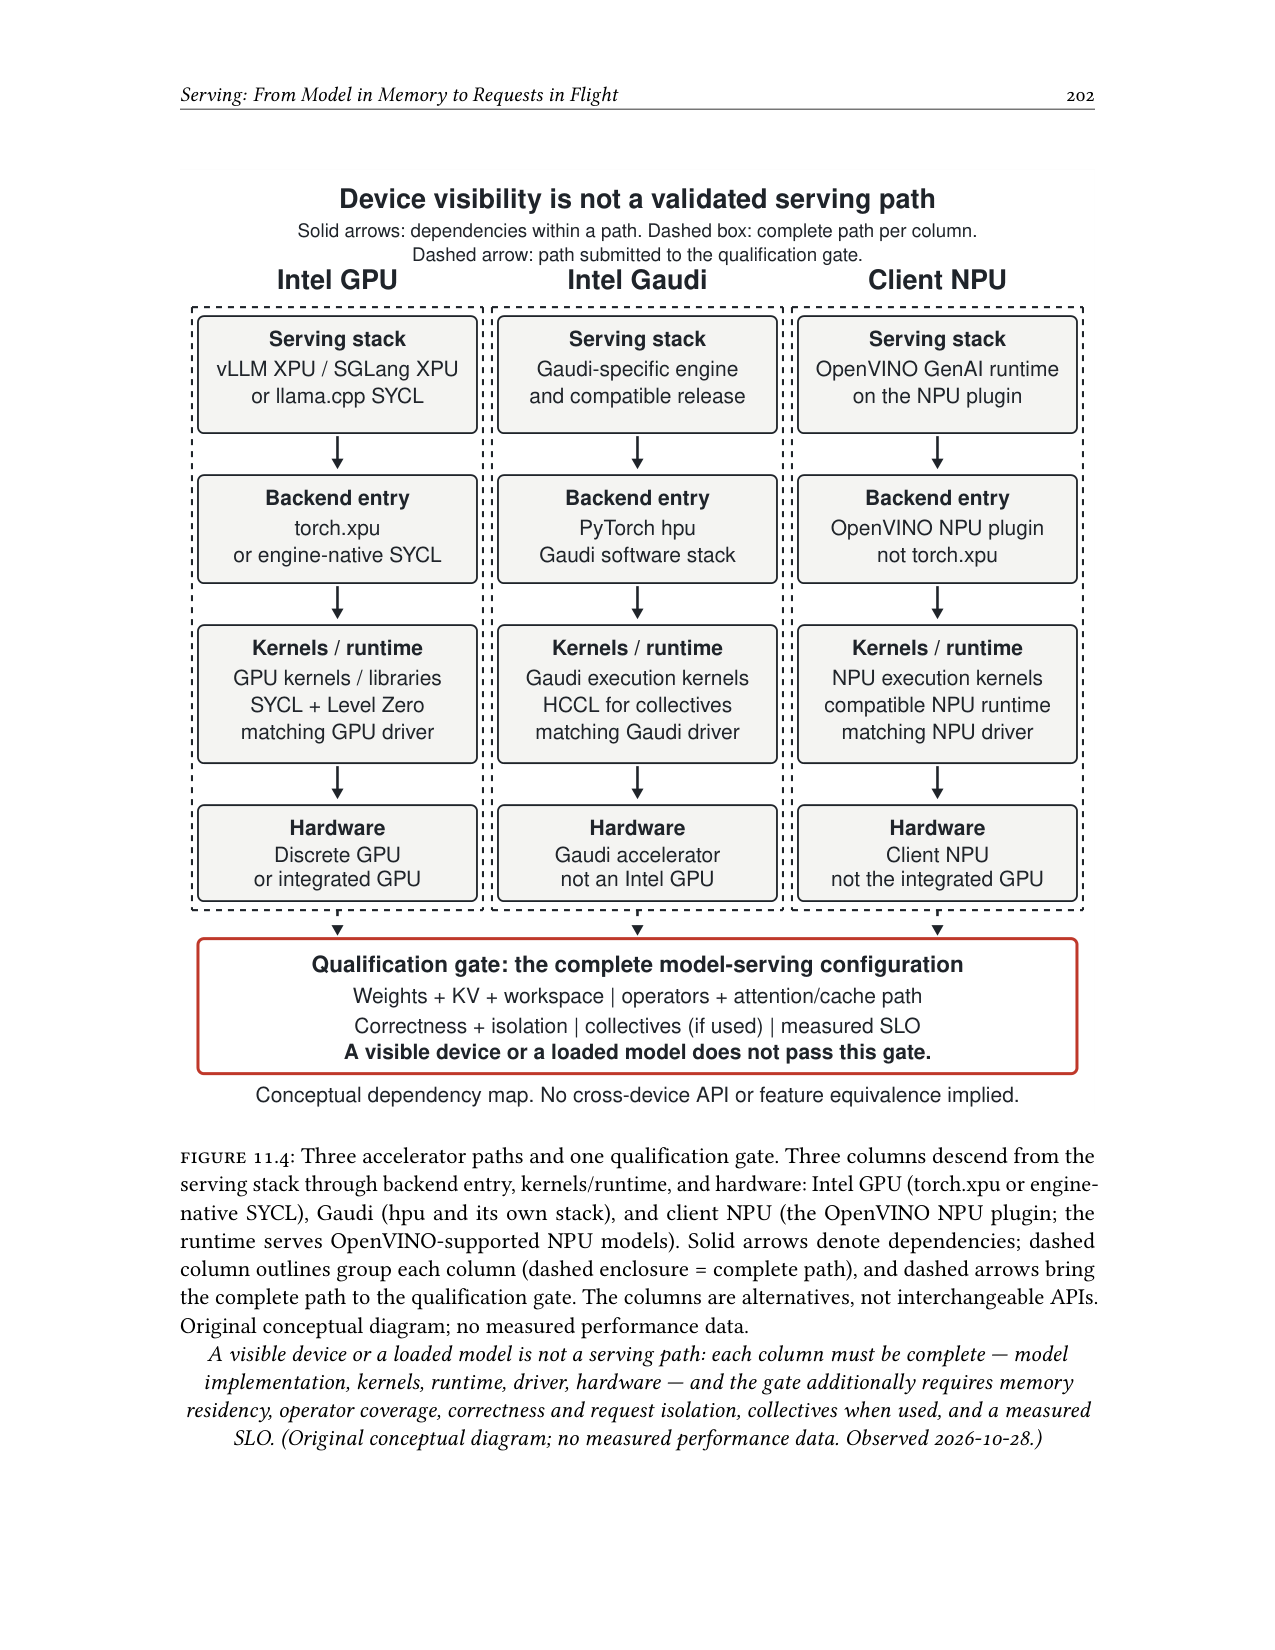 Serving: From Model in Memory to Requests in Flight 202
Device visibility is not a validated serving path
Solid arrows: dependencies within a path. Dashed box: complete path per column.
Dashed arrow: path submitted to the qualification gate.
Intel GPU
Serving stack
vLLM XPU / SGLang XPU
or llama.cpp SYCL
Backend entry
torch.xpu
or engine-native SYCL
Kernels / runtime
GPU kernels / libraries
SYCL + Level Zero
matching GPU driver
Hardware
Discrete GPU
or integrated GPU
Intel Gaudi
Serving stack
Gaudi-specific engine
and compatible release
Backend entry
PyTorch hpu
Gaudi software stack
Kernels / runtime
Gaudi execution kernels
HCCL for collectives
matching Gaudi driver
Hardware
Gaudi accelerator
not an Intel GPU
Client NPU
Serving stack
OpenVINO GenAI runtime
on the NPU plugin
Backend entry
OpenVINO NPU plugin
not torch.xpu
Kernels / runtime
NPU execution kernels
compatible NPU runtime
matching NPU driver
Hardware
Client NPU
not the integrated GPU
Qualification gate: the complete model-serving configuration
Weights + KV + workspace | operators + attention/cache path
Correctness + isolation | collectives (if used) | measured SLO
A visible device or a loaded model does not pass this gate.
Conceptual dependency map. No cross-device API or feature equivalence implied.
FIGURE 11.4: Three accelerator paths and one qualification gate. Three columns descend from the
serving stack through backend entry, kernels/runtime, and hardware: Intel GPU (torch.xpu or engine-
native SYCL), Gaudi (hpu and its own stack), and client NPU (the OpenVINO NPU plugin; the
runtime serves OpenVINO-supported NPU models). Solid arrows denote dependencies; dashed
column outlines group each column (dashed enclosure = complete path), and dashed arrows bring
the complete path to the qualification gate. The columns are alternatives, not interchangeable APIs.
Original conceptual diagram; no measured performance data.
A visible device or a loaded model is not a serving path: each column must be complete — model
implementation, kernels, runtime, driver, hardware — and the gate additionally requires memory
residency, operator coverage, correctness and request isolation, collectives when used, and a measured
SLO. (Original conceptual diagram; no measured performance data. Observed 2026-10-28.)